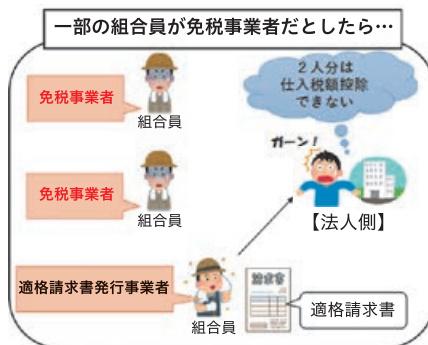 一部の組合員が免税事業者だとしたら…
免税事業者
組合員
２人分は
仕入税額控除
できない
ガーン！
免税事業者
組合員
【法人側】
適格請求書発行事業者
組合員
請求書
適格請求書